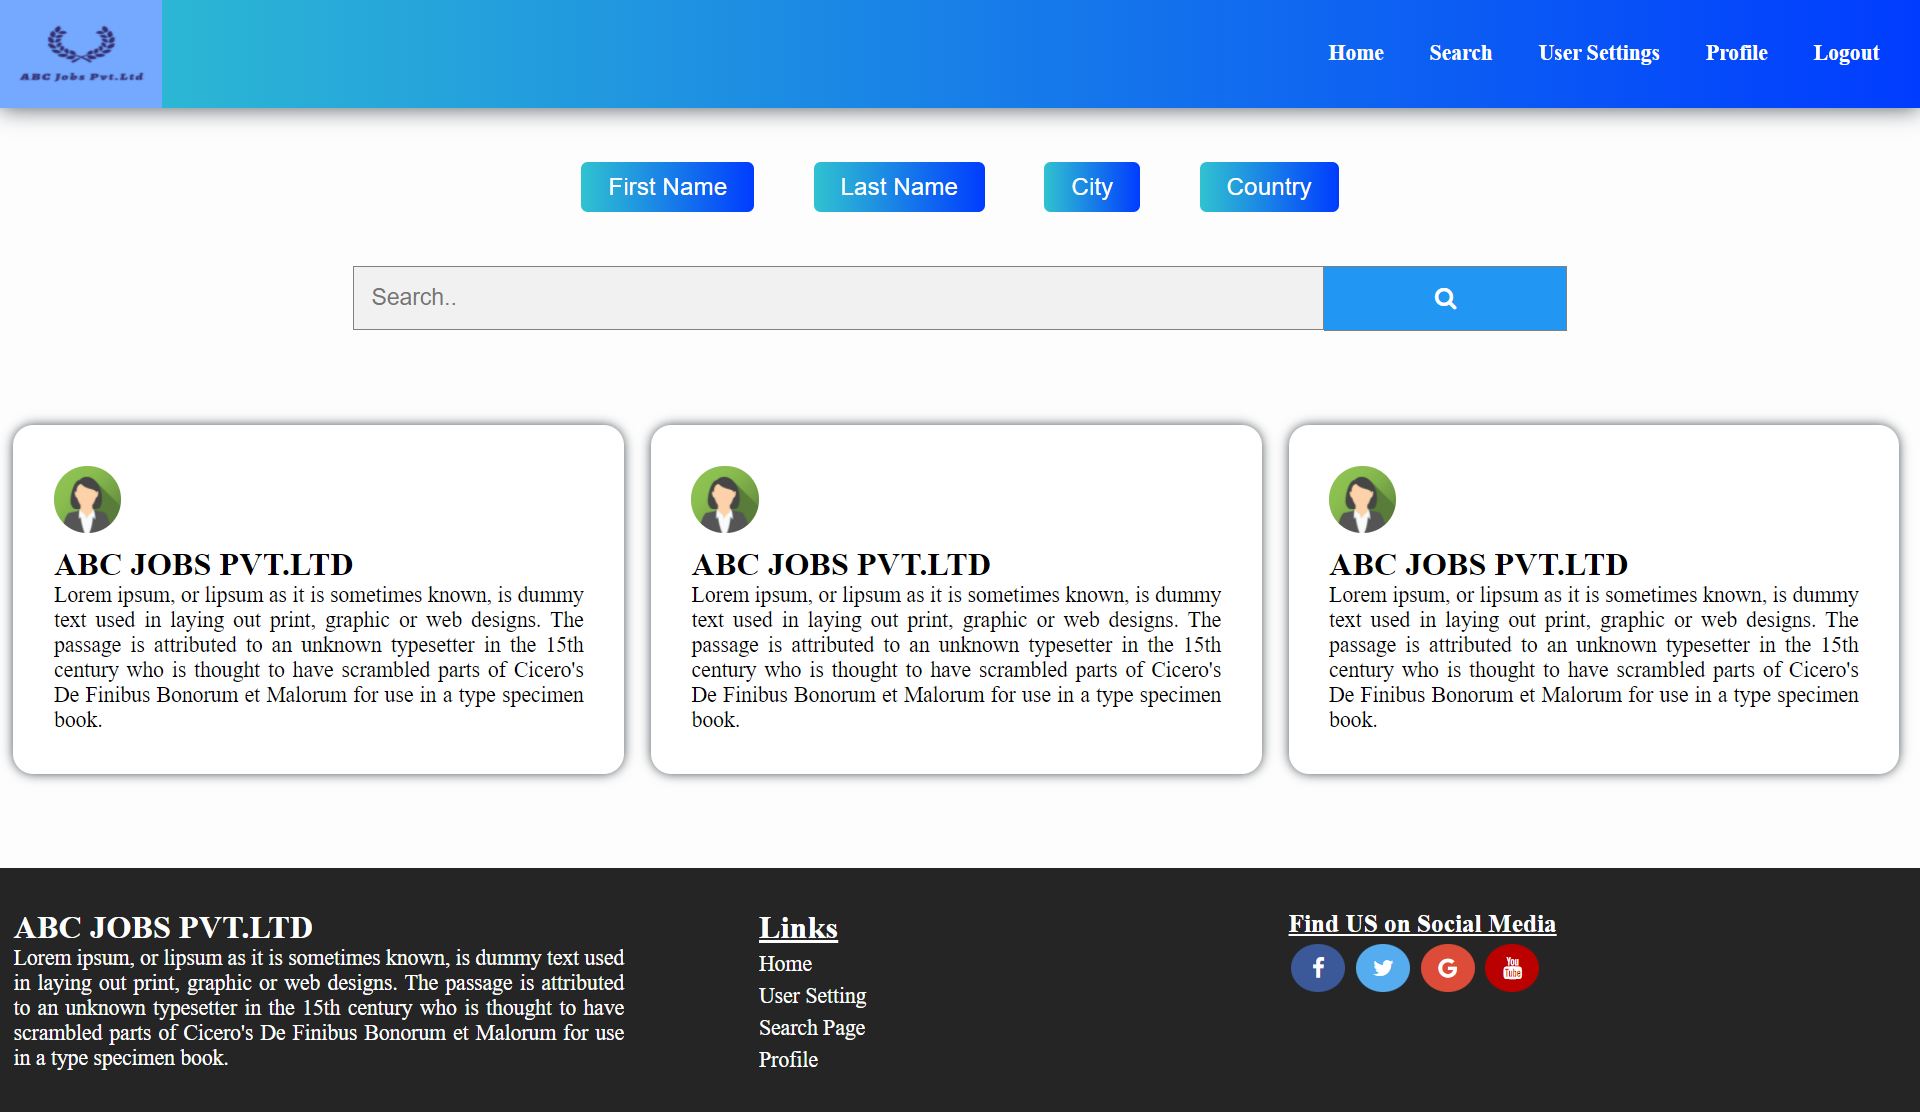 ABC Jobs Pvt.Ltd
Home Search User Settings Profile Logout
First Name Last Name City Country
Search..
ABC JOBS PVT.LTD
Lorem ipsum, or lipsum as it is sometimes known, is dummy
text used in laying out print, graphic or web designs. The
passage is attributed to an unknown typesetter in the 15th
century who is thought to have scrambled parts of Cicero's
De Finibus Bonorum et Malorum for use in a type specimen
book.
ABC JOBS PVT.LTD
Lorem ipsum, or lipsum as it is sometimes known, is dummy
text used in laying out print, graphic or web designs. The
passage is attributed to an unknown typesetter in the 15th
century who is thought to have scrambled parts of Cicero's
De Finibus Bonorum et Malorum for use in a type specimen
book.
ABC JOBS PVT.LTD
Lorem ipsum, or lipsum as it is sometimes known, is dummy
text used in laying out print, graphic or web designs. The
passage is attributed to an unknown typesetter in the 15th
century who is thought to have scrambled parts of Cicero's
De Finibus Bonorum et Malorum for use in a type specimen
book.
ABC JOBS PVT.LTD
Lorem ipsum, or lipsum as it is sometimes known, is dummy text used
in laying out print, graphic or web designs. The passage is attributed
to an unknown typesetter in the 15th century who is thought to have
scrambled parts of Cicero's De Finibus Bonorum et Malorum for use
in a type specimen book.
Links
Home
User Setting
Search Page
Profile
Find US on Social Media
f G You Tube